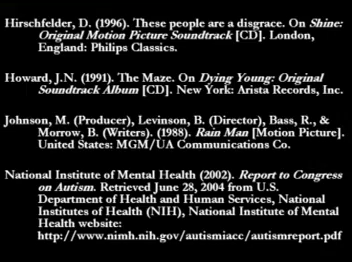 Hirschfelder, D. (1996). These people are a disgrace. On Shine:
Original Motion Picture Soundtrack [CD]. London,
England: Philips Classics.
Howard, J.N. (1991). The Maze. On Dying Young: Original
Soundtrack Album [CD]. New York: Arista Records, Inc.
Johnson, M. (Producer), Levinson, B. (Director), Bass, R., &
Morrow, B. (Writers). (1988). Rain Man [Motion Picture].
United States: MGM/UA Communications Co.
National Institute of Mental Health (2002). Report to Congress
on Autism. Retrieved June 28, 2004 from U.S.
Department of Health and Human Services, National
Institutes of Health (NIH), National Institute of Mental
Health website:
http://www.nimh.nih.gov/autismiacc/autismreport.pdf